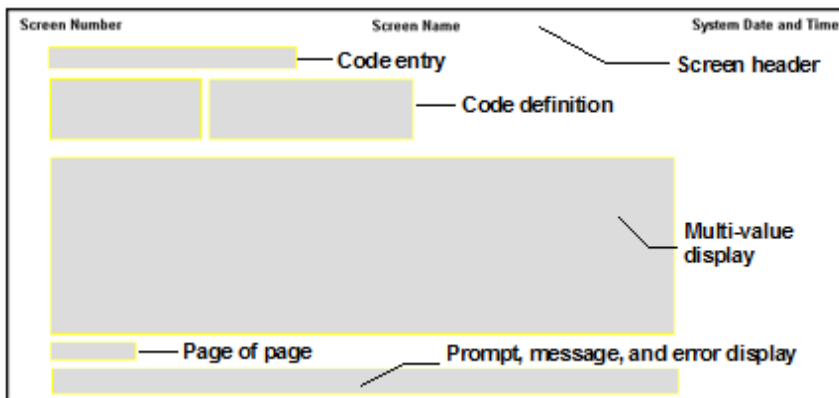 Screen Number Screen Name System Date and Time
Code entry Screen header
Code definition
Multi-value
display
Page of page Prompt, message, and error display